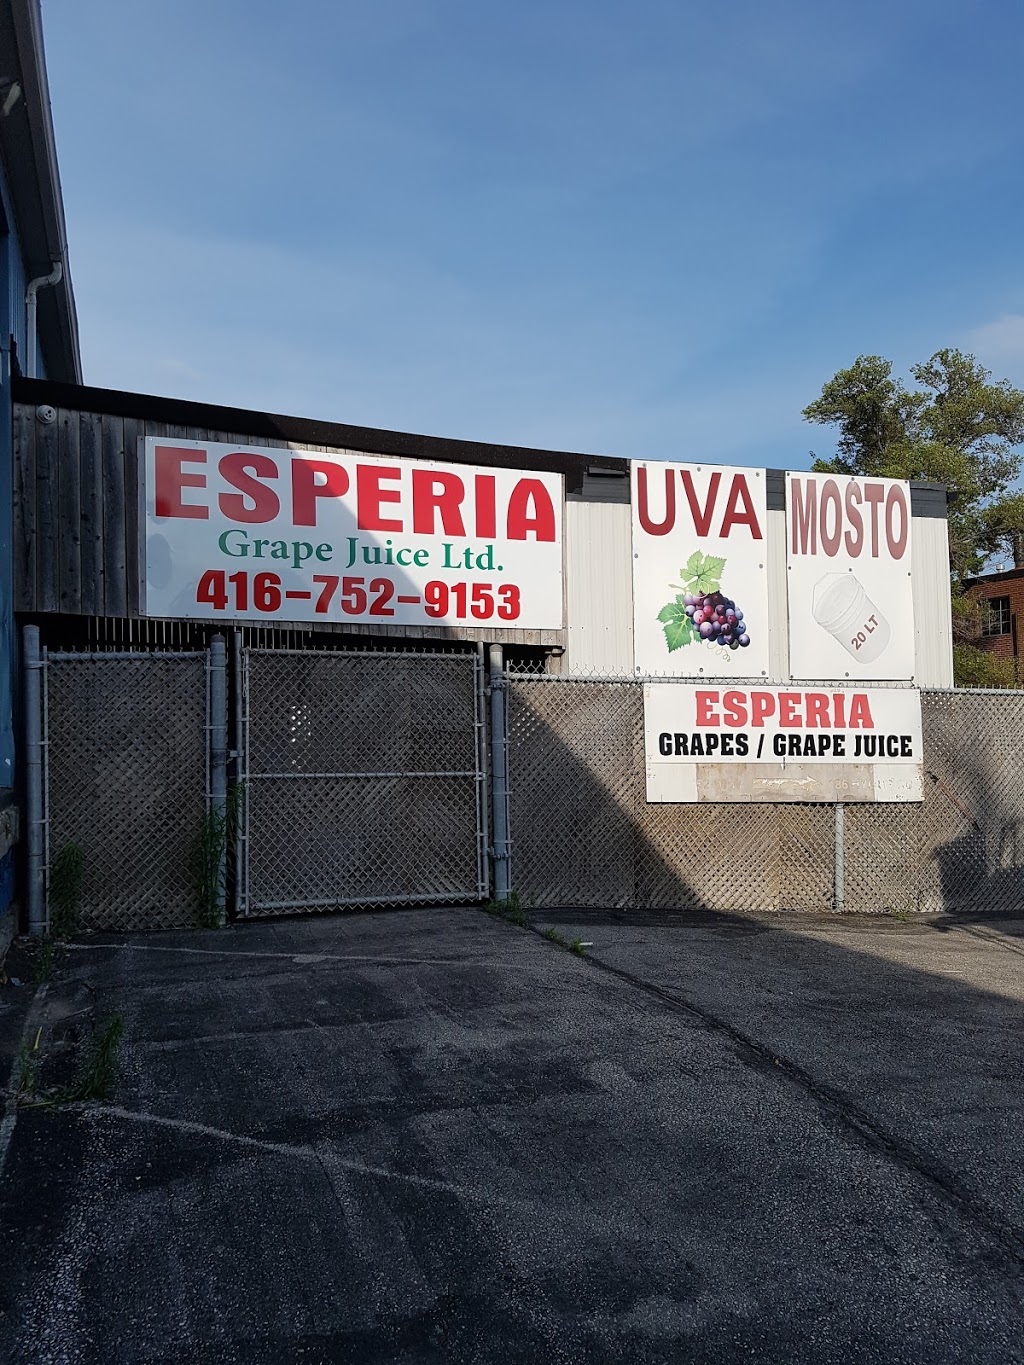 ESPERIA
Grape Juice Ltd.
416-752-9153
UVA
MOSTO
20 LT
ESPERIA
GRAPES / GRAPE JUICE